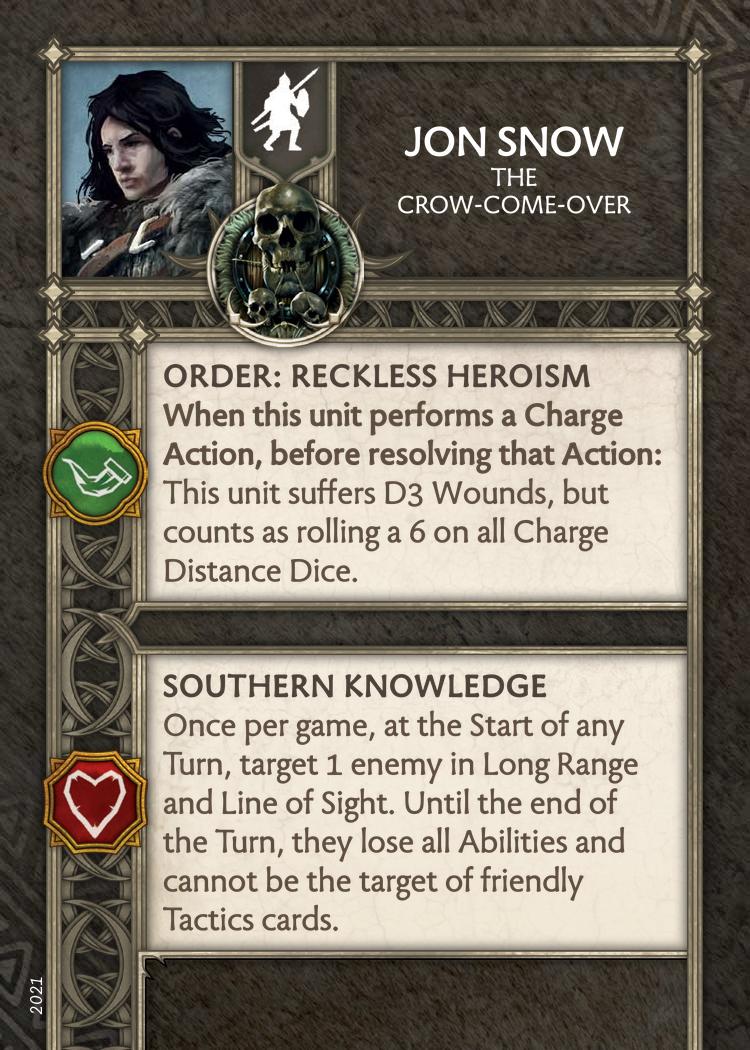 JON SNOW
THE
CROW-COME-OVER
ORDER: RECKLESS HEROISM
When this unit performs a Charge
Action, before resolving that Action:
This unit suffers D3 Wounds, but
counts as rolling a 6 on all Charge
Distance Dice.
SOUTHERN KNOWLEDGE
Once per game, at the Start of any
Turn, target 1 enemy in Long Range
and Line of Sight. Until the end of
the Turn, they lose all Abilities and
cannot be the target of friendly
Tactics cards.
2021